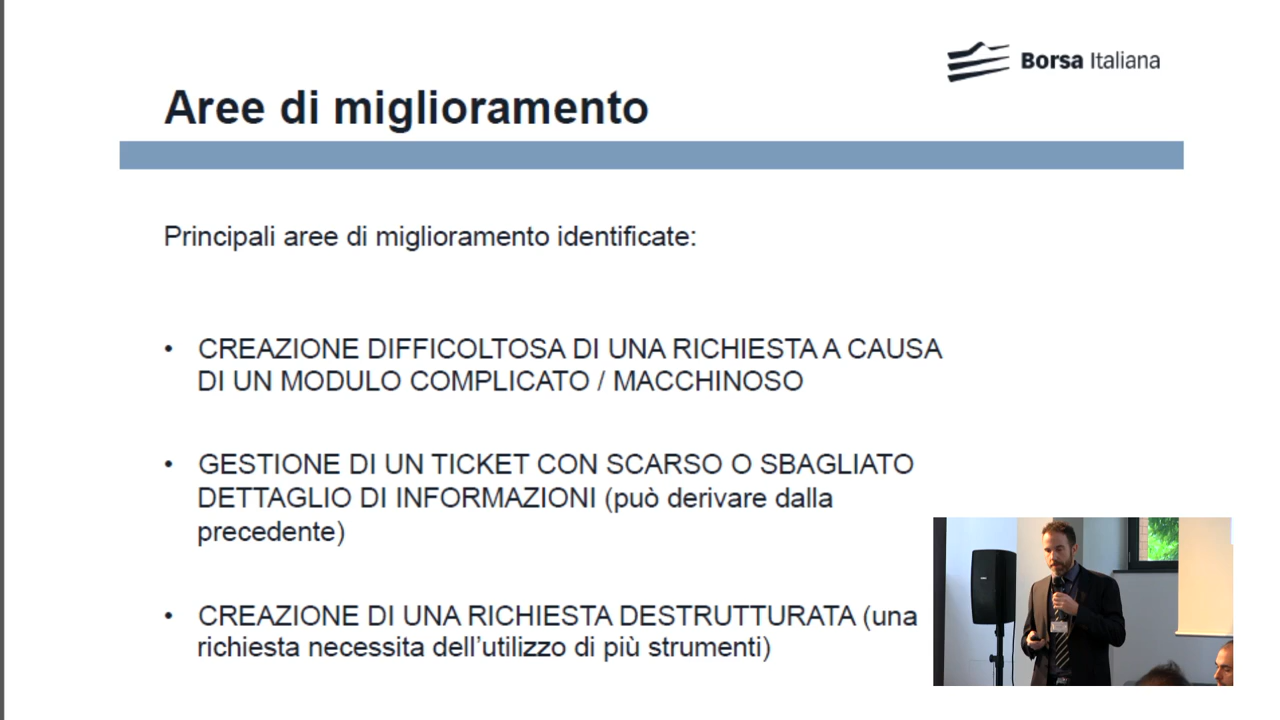 Borsa Italiana
Aree di miglioramento
Principali aree di miglioramento identificate:
• CREAZIONE DIFFICOLTOSA DI UNA RICHIESTA A CAUSA
DI UN MODULO COMPLICATO / MACCHINOSO
• GESTIONE DI UN TICKET CON SCARSO O SBAGLIATO
DETTAGLIO DI INFORMAZIONI (può derivare dalla
precedente)
• CREAZIONE DI UNA RICHIESTA DESTRUTTURATA (una
richiesta necessita dell'utilizzo di più strumenti)